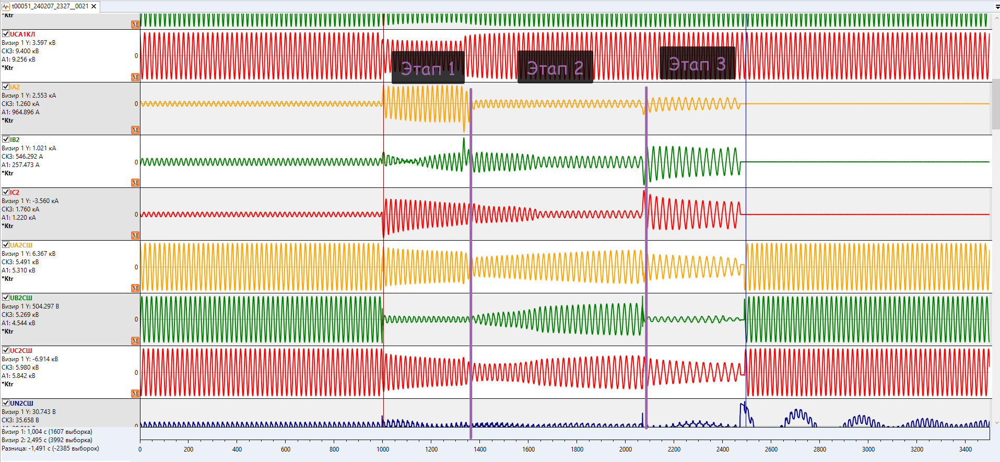 t00051_240207_2327__0021
*Ktr
M
UCA1КЛ
Визир 1 Y: 3.597 кВ
СКЗ: 9.400 кВ
A1: 9.256 кВ
*Ktr
0
M
Этап 1
Этап 2
Этап 3
IA2
Визир 1 Y: 2.553 кА
СКЗ: 1.260 кА
A1: 964.896 А
*Ktr
0
M
IB2
Визир 1 Y: 1.021 кА
СКЗ: 546.292 А
A1: 257.473 А
*Ktr
0
M
IC2
Визир 1 Y: -3.560 кА
СКЗ: 1.760 кА
A1: 1.220 кА
*Ktr
0
M
UA2СШ
Визир 1 Y: 6.367 кВ
СКЗ: 5.491 кВ
A1: 5.310 кВ
*Ktr
0
M
UB2СШ
Визир 1 Y: 504.297 В
СКЗ: 5.269 кВ
A1: 4.544 кВ
*Ktr
0
M
UC2СШ
Визир 1 Y: -6.914 кВ
СКЗ: 5.980 кВ
A1: 5.842 кВ
*Ktr
0
M
UN2СШ
Визир 1 Y: 30.743 В
СКЗ: 35.658 В
0
Визир 1: 1,004 с (1607 выборка)
Визир 2: 2,495 с (3992 выборка)
Разница: -1,491 с (-2385 выборок)
0 200 400 600 800 1000 1200 1400 1600 1800 2000 2200 2400 2600 2800 3000 3200 3400